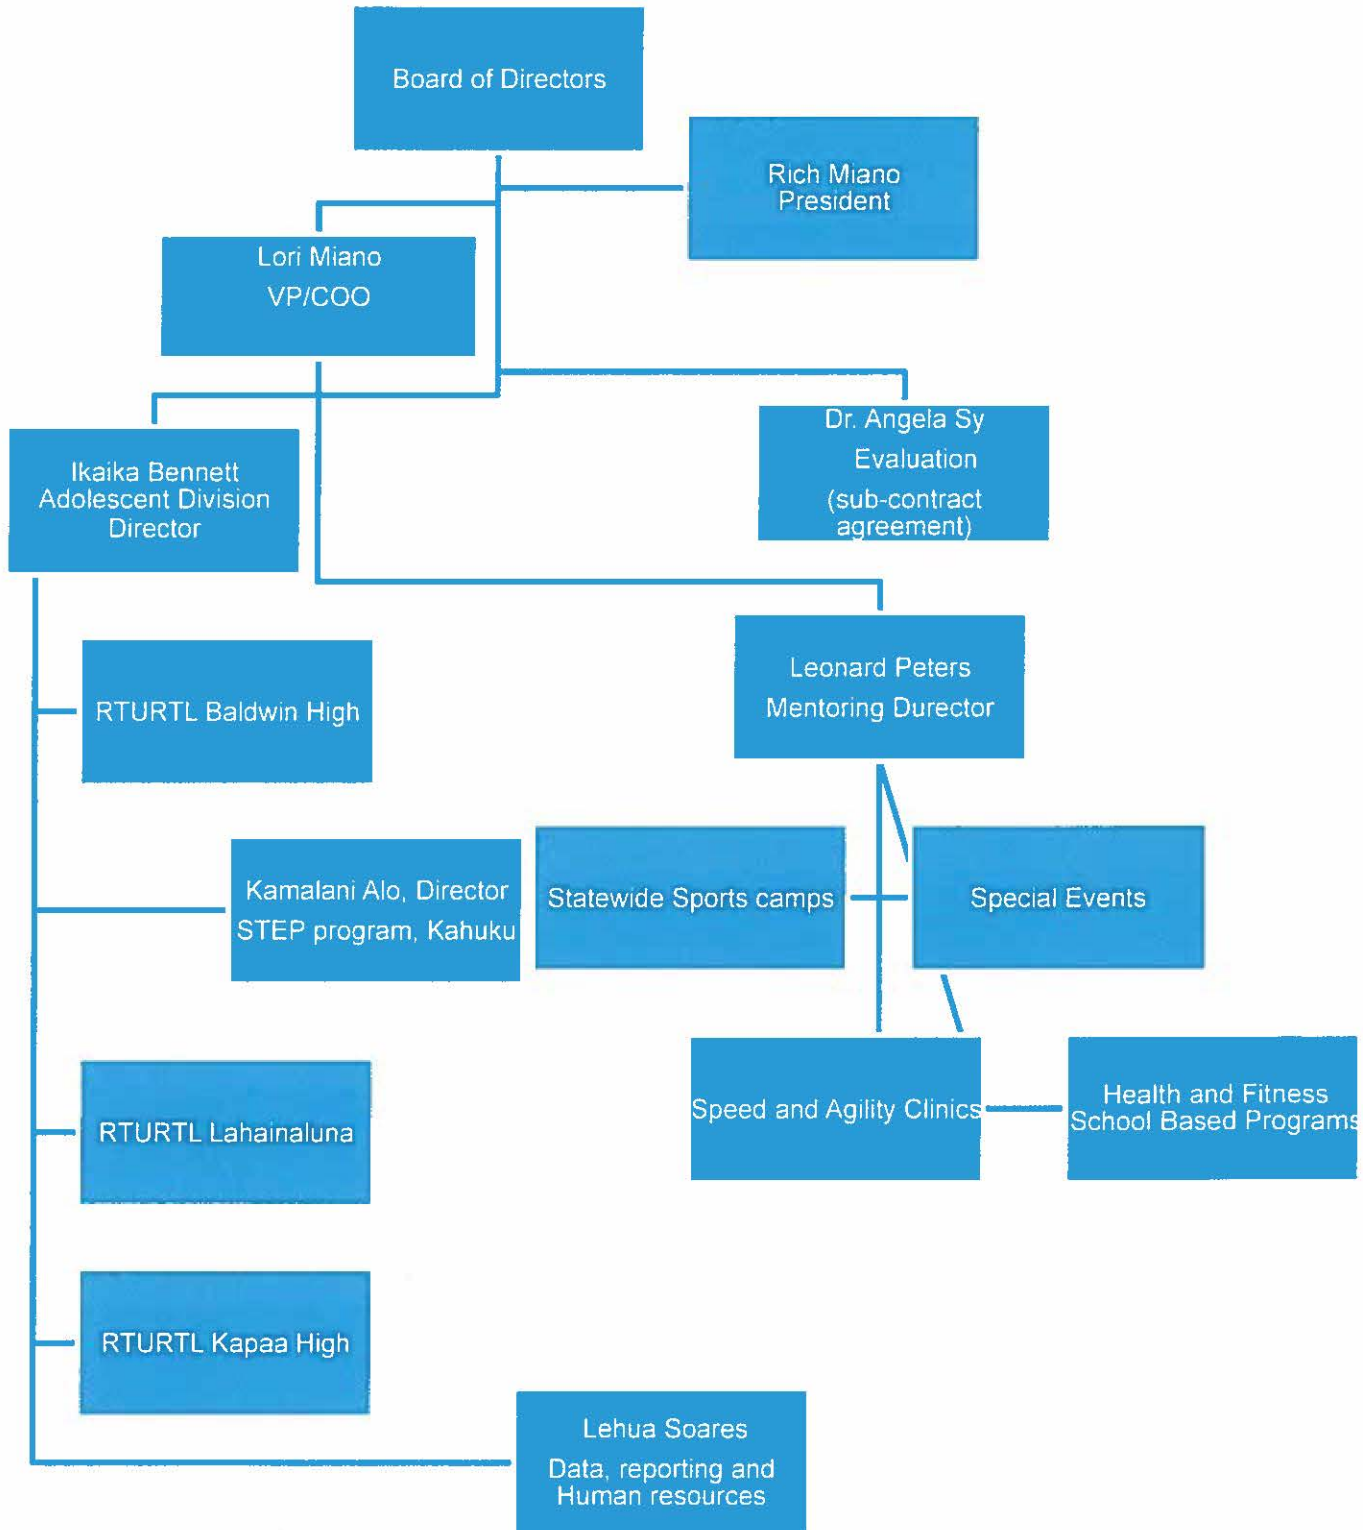 Board of Directors
Rich Miano
President
Lori Miano
VP/COO
Dr. Angela Sy
Evaluation
(sub-contract
agreement)
Ikaika Bennett
Adolescent Division
Director
Leonard Peters
Mentoring Durector
RTURTL Baldwin High
Kamalani Alo, Director
STEP program, Kahuku
Statewide Sports camps
Special Events
Speed and Agility Clinics
Health and Fitness
School Based Programs
RTURTL Lahainaluna
RTURTL Kapaa High
Lehua Soares
Data, reporting and
Human resources